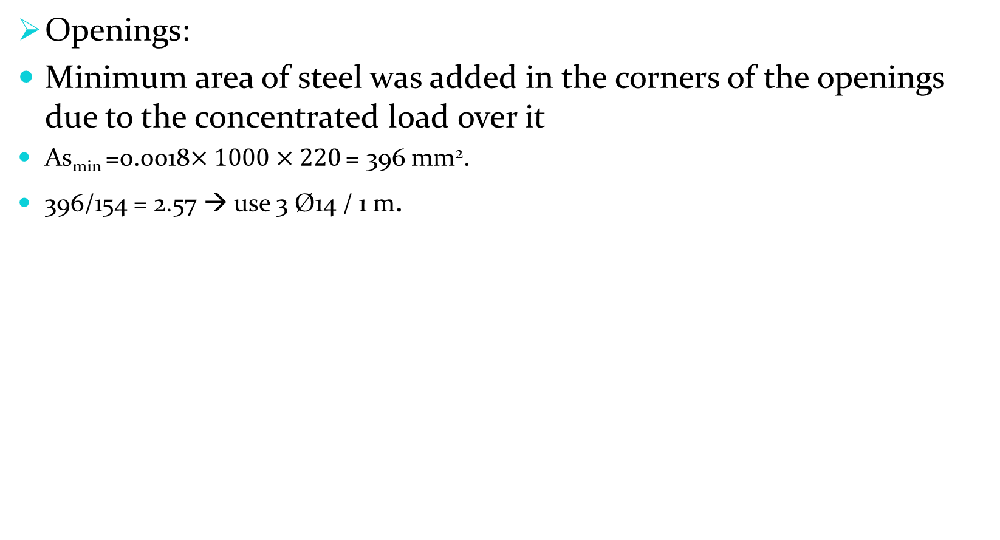 ➢ Openings:
• Minimum area of steel was added in the corners of the openings
due to the concentrated load over it
• Asmin =0.0018× 1000 × 220 = 396 mm².
• 396/154 = 2.57 → use 3 Ø14 / 1 m.